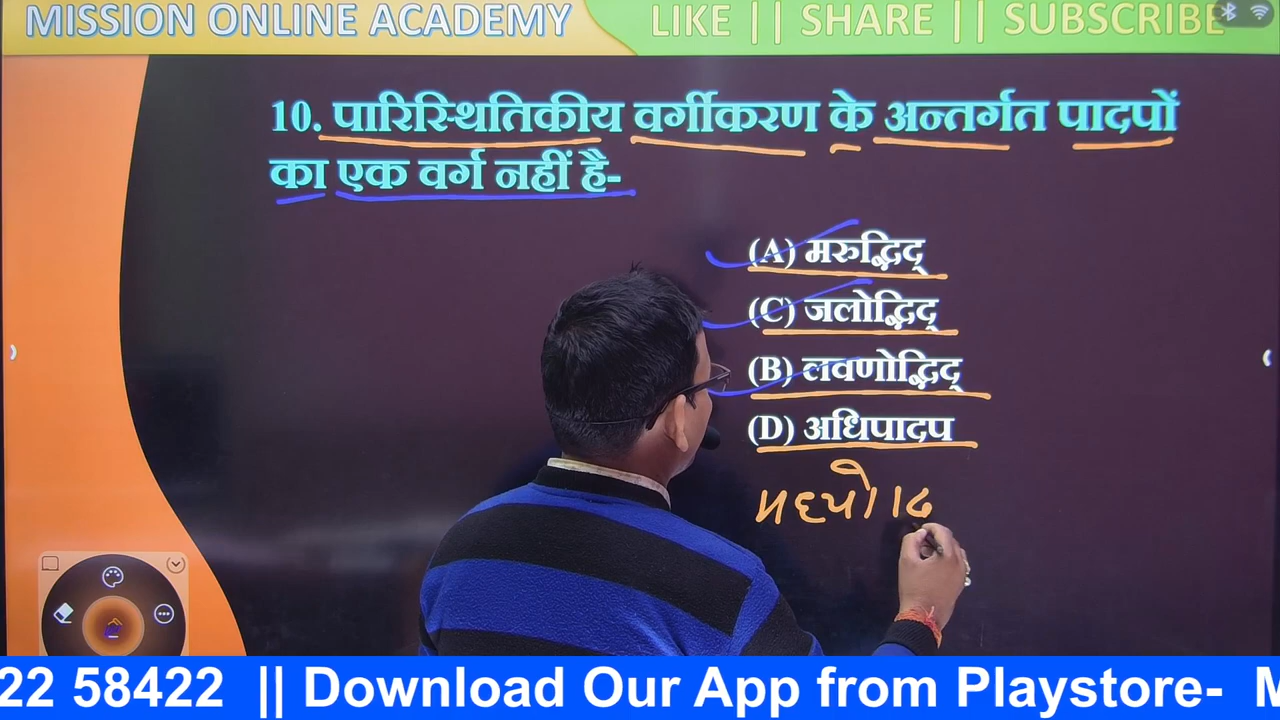 MISSION ONLINE ACADEMY LIKE || SHARE || SUBSCRIBE
10. पारिस्थितिकीय वर्गीकरण के अन्तर्गत पादपों
का एक वर्ग नहीं है-
(A) मरुद्भिद्
(C) जलोद्भिद्
(B) लवणोद्भिद्
(D) अधिपादप
22 58422 || Download Our App from Playstore- M